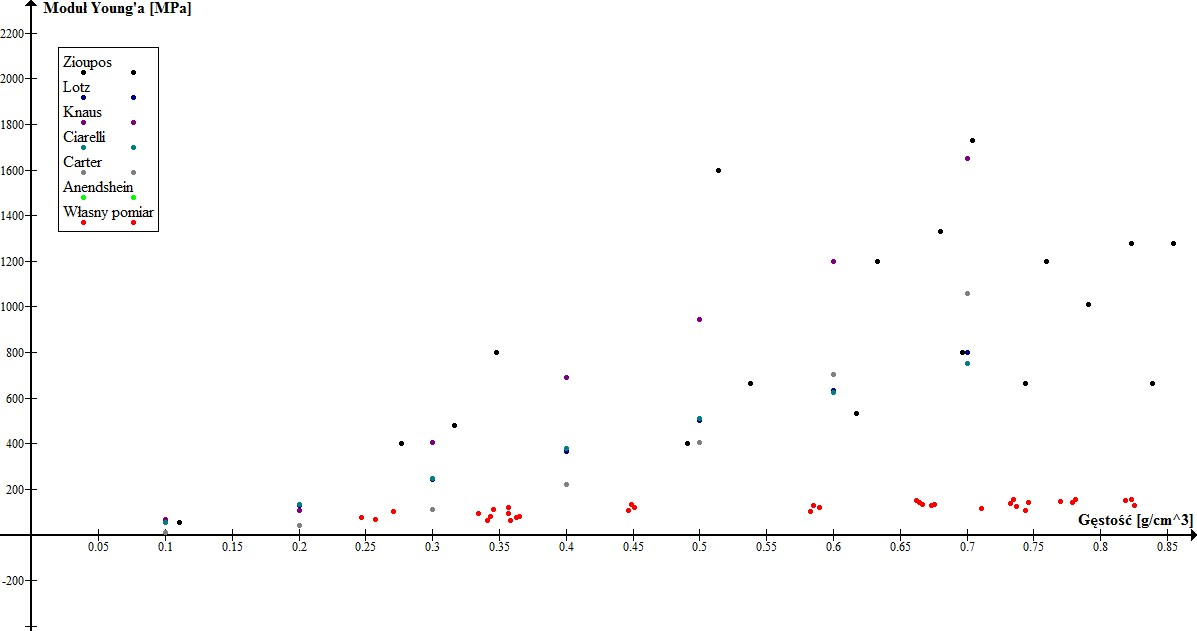 Moduł Young'a [MPa]
2200
2000
1800
1600
1400
1200
1000
800
600
400
200
-200
Zioupos
Lotz
Knaus
Ciarelli
Carter
Anendshein
Własny pomiar
Gęstość [g/cm^3]
0.05 0.1 0.15 0.2 0.25 0.3 0.35 0.4 0.45 0.5 0.55 0.6 0.65 0.7 0.75 0.8 0.85